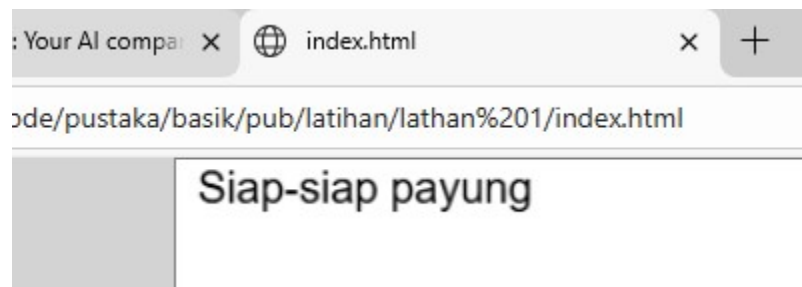 : Your AI compa
index.html
ode/pustaka/basik/pub/latihan/lathan%201/index.html
Siap-siap payung